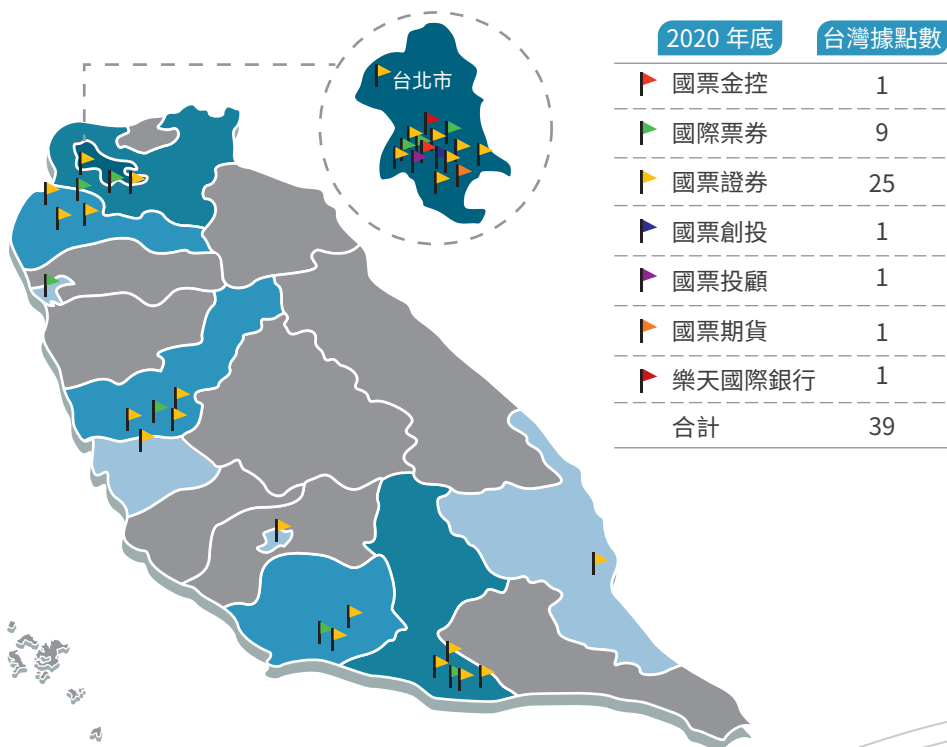 台北市
2020 年底 台灣據點數
國票金控 1
國際票券 9
國票證券 25
國票創投 1
國票投顧 1
國票期貨 1
樂天國際銀行 1
合計 39